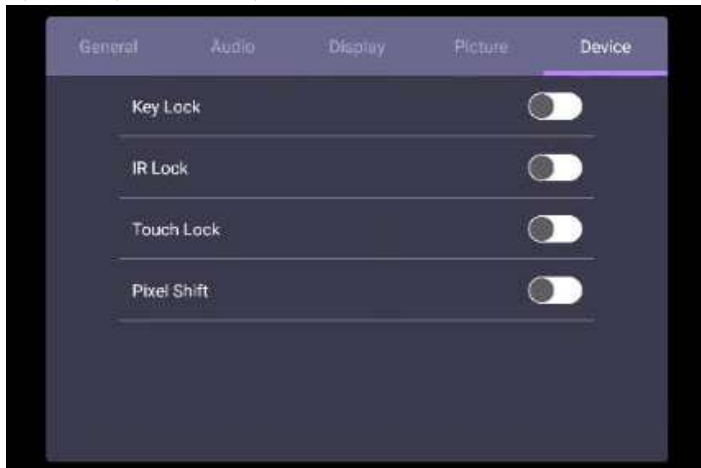 General Audio Display Picture Device
Key Lock
IR Lock
Touch Lock
Pixel Shift